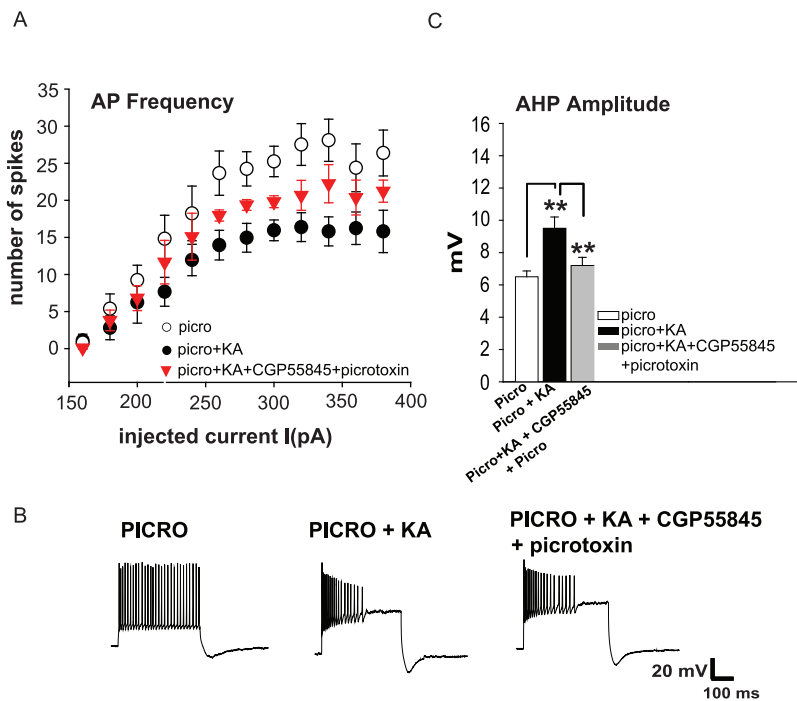 A
AP Frequency
number of spikes
35
30
25
20
15
10
5
0
150
200
250
300
350
400
injected current I(pA)
picro
picro+KA
picro+KA+CGP55845+picrotoxin
C
AHP Amplitude
mV
16
14
12
10
8
6
4
2
0
**
**
picro
picro+KA
picro+KA+CGP55845
+picrotoxin
Picro
Picro + KA
Picro+KA + CGP55845
+ Picro
B
PICRO
PICRO + KA
PICRO + KA + CGP55845
+ picrotoxin
20 mV
100 ms